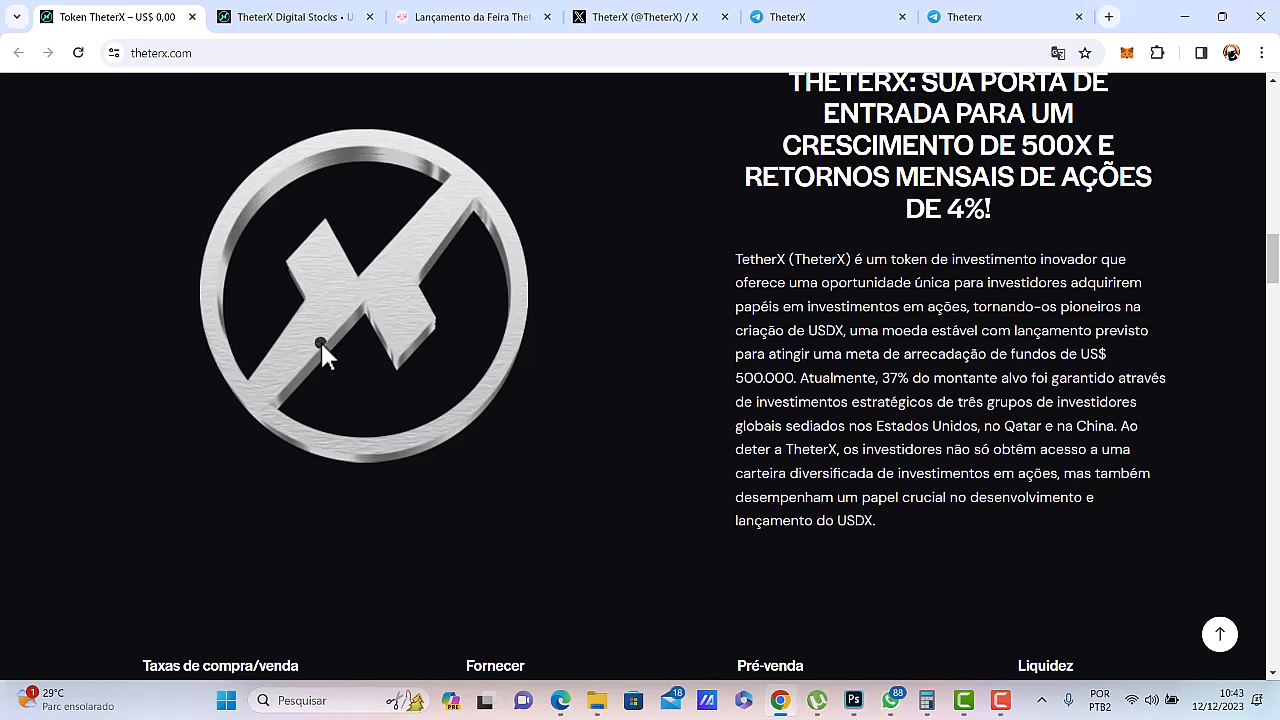 Token TheterX – US$ 0,00
TheterX Digital Stocks • U
Lançamento | Feira Thet
TheterX (@TheterX) / X
TheterX
Theterx
theterx.com
THETERX: SUA PORTA DE
ENTRADA PARA UM
CRESCIMENTO DE 500X E
RETORNOS MENSAIS DE AÇÕES
DE 4%!
TetherX (TheterX) é um token de investimento inovador que
oferece uma oportunidade única para investidores adquirirem
papéis em investimentos em ações, tornando-os pioneiros na
criação de USDX, uma moeda estável com lançamento previsto
para atingir uma meta de arrecadação de fundos de US$
500.000. Atualmente, 37% do montante alvo foi garantido através
de investimentos estratégicos de três grupos de investidores
globais sediados nos Estados Unidos, no Qatar e na China. Ao
deter a TheterX, os investidores não só obtêm acesso a uma
carteira diversificada de investimentos em ações, mas também
desempenham um papel crucial no desenvolvimento e
lançamento do USDX.
Taxas de compra/venda
Fornecer
Pré-venda
Liquidez
1
29°C
Parc ensolarado
Pesquisar
PRE
18
Ps
88
POR
PTB2
10:43
12/12/2023